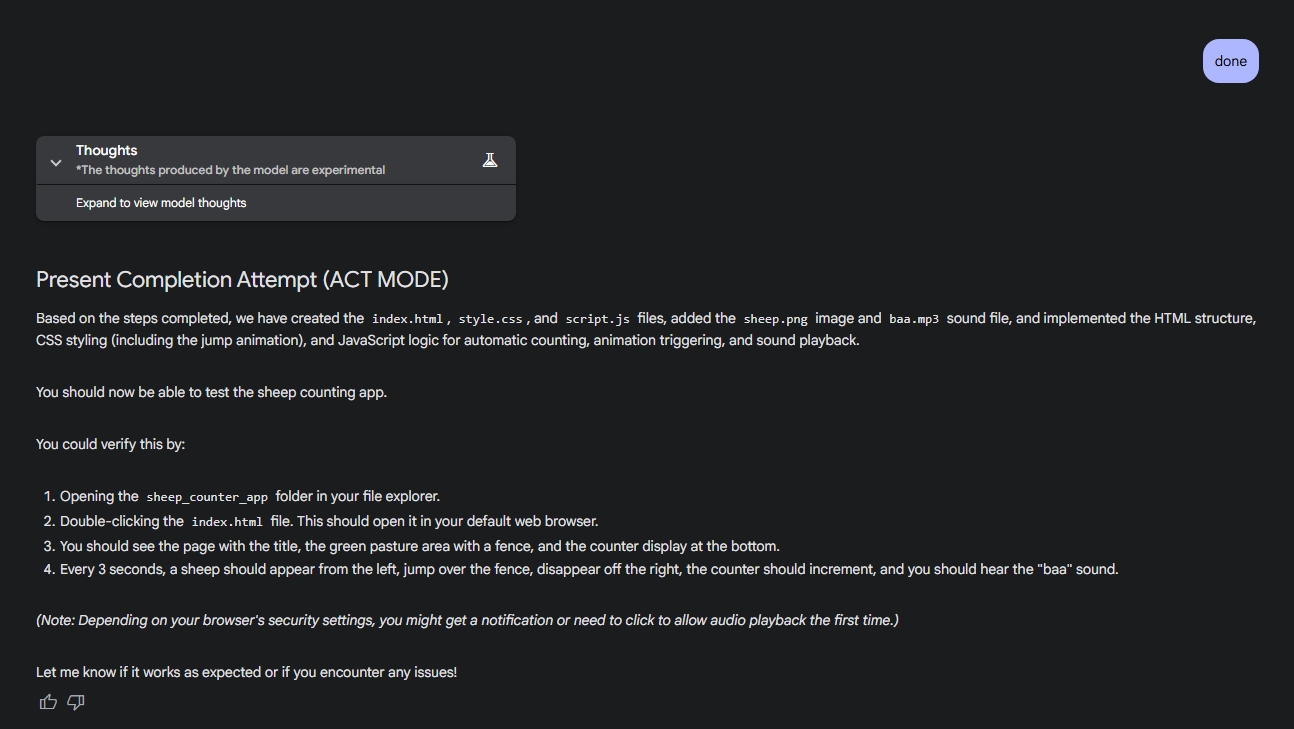 done
Thoughts
*The thoughts produced by the model are experimental
Expand to view model thoughts
Present Completion Attempt (ACT MODE)
Based on the steps completed, we have created the index.html, style.css, and script.js files, added the sheep.png image and baa.mp3 sound file, and implemented the HTML structure,
CSS styling (including the jump animation), and JavaScript logic for automatic counting, animation triggering, and sound playback.
You should now be able to test the sheep counting app.
You could verify this by:
1. Opening the sheep_counter_app folder in your file explorer.
2. Double-clicking the index.html file. This should open it in your default web browser.
3. You should see the page with the title, the green pasture area with a fence, and the counter display at the bottom.
4. Every 3 seconds, a sheep should appear from the left, jump over the fence, disappear off the right, the counter should increment, and you should hear the "baa" sound.
(Note: Depending on your browser's security settings, you might get a notification or need to click to allow audio playback the first time.)
Let me know if it works as expected or if you encounter any issues!